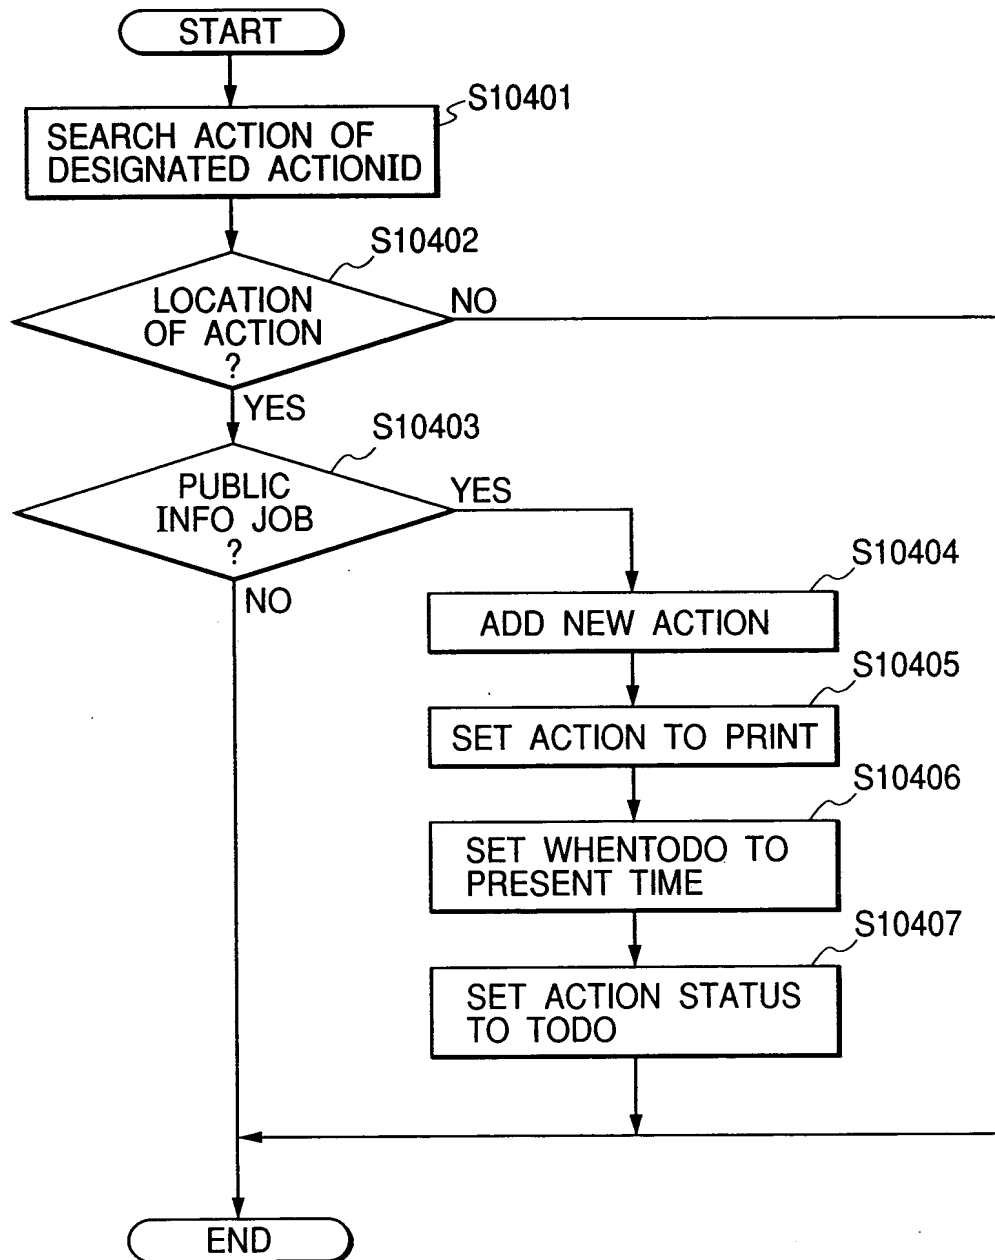 START
S10401
SEARCH ACTION OF
DESIGNATED ACTIONID
S10402
LOCATION
OF ACTION
?
NO
YES
S10403
PUBLIC
INFO JOB
?
YES
NO
S10404
ADD NEW ACTION
S10405
SET ACTION TO PRINT
S10406
SET WHENTODO TO
PRESENT TIME
S10407
SET ACTION STATUS
TO TODO
END